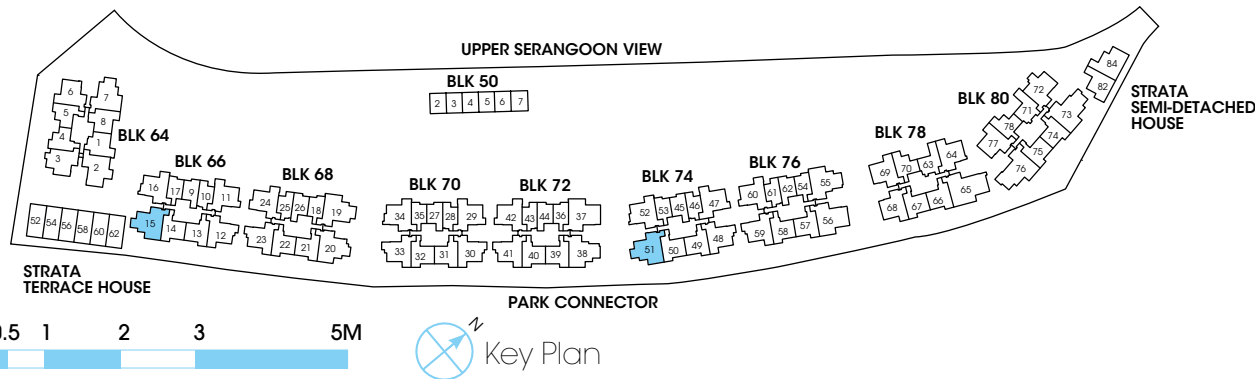 UPPER SERANGOON VIEW
BLK 50
2 3 4 5 6 7
BLK 64
6 7
5 8
4 1
3 2
BLK 66
16 17 9 10 11
15 14 13 12
BLK 68
24 25 26 18 19
23 22 21 20
BLK 70
34 35 27 28 29
33 32 31 30
BLK 72
42 43 44 36 37
41 40 39 38
BLK 74
52 53 45 46 47
51 50 49 48
BLK 76
60 61 62 54 55
59 58 57 56
BLK 78
69 70 63 64
68 67 66 65
BLK 80
72
71 73
78 74
77 75
76
84
82
STRATA
SEMI-DETACHED
HOUSE
52 54 56 58 60 62
STRATA
TERRACE HOUSE
PARK CONNECTOR
0.5 1 2 3 5M
N
Key Plan